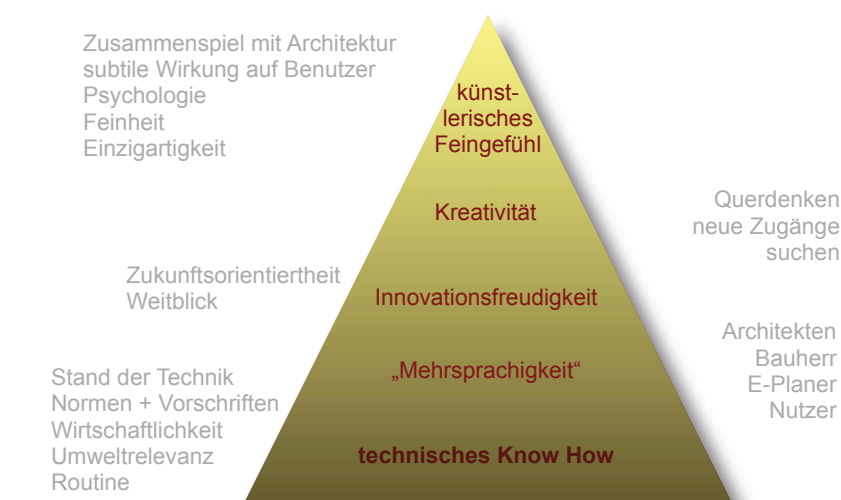 Zusammenspiel mit Architektur
subtile Wirkung auf Benutzer
Psychologie
Feinheit
Einzigartigkeit
künst-
lerisches
Feingefühl
Kreativität
Querdenken
neue Zugänge
suchen
Zukunftsorientiertheit
Weitblick
Innovationsfreudigkeit
Architekten
Bauherr
E-Planer
Nutzer
„Mehrsprachigkeit“
Stand der Technik
Normen + Vorschriften
Wirtschaftlichkeit
Umweltrelevanz
Routine
technisches Know How